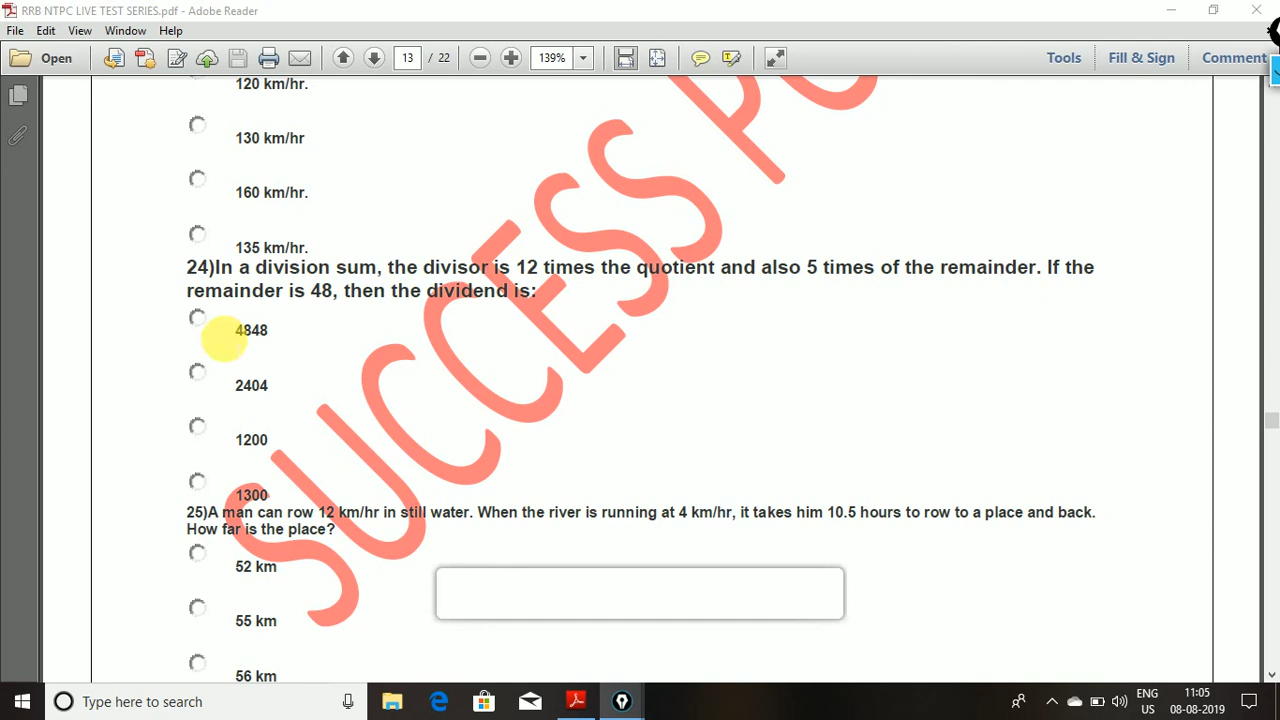 RRB NTPC LIVE TEST SERIES.pdf - Adobe Reader
File Edit View Window Help
Open 13 / 22 139% Tools Fill & Sign Comment
120 km/hr.
130 km/hr
160 km/hr.
135 km/hr.
24)In a division sum, the divisor is 12 times the quotient and also 5 times of the remainder. If the
remainder is 48, then the dividend is:
4848
2404
1200
1300
25)A man can row 12 km/hr in still water. When the river is running at 4 km/hr, it takes him 10.5 hours to row to a place and back.
How far is the place?
52 km
55 km
56 km
SUCCESS
Type here to search
ENG 11:05
US 08-08-2019